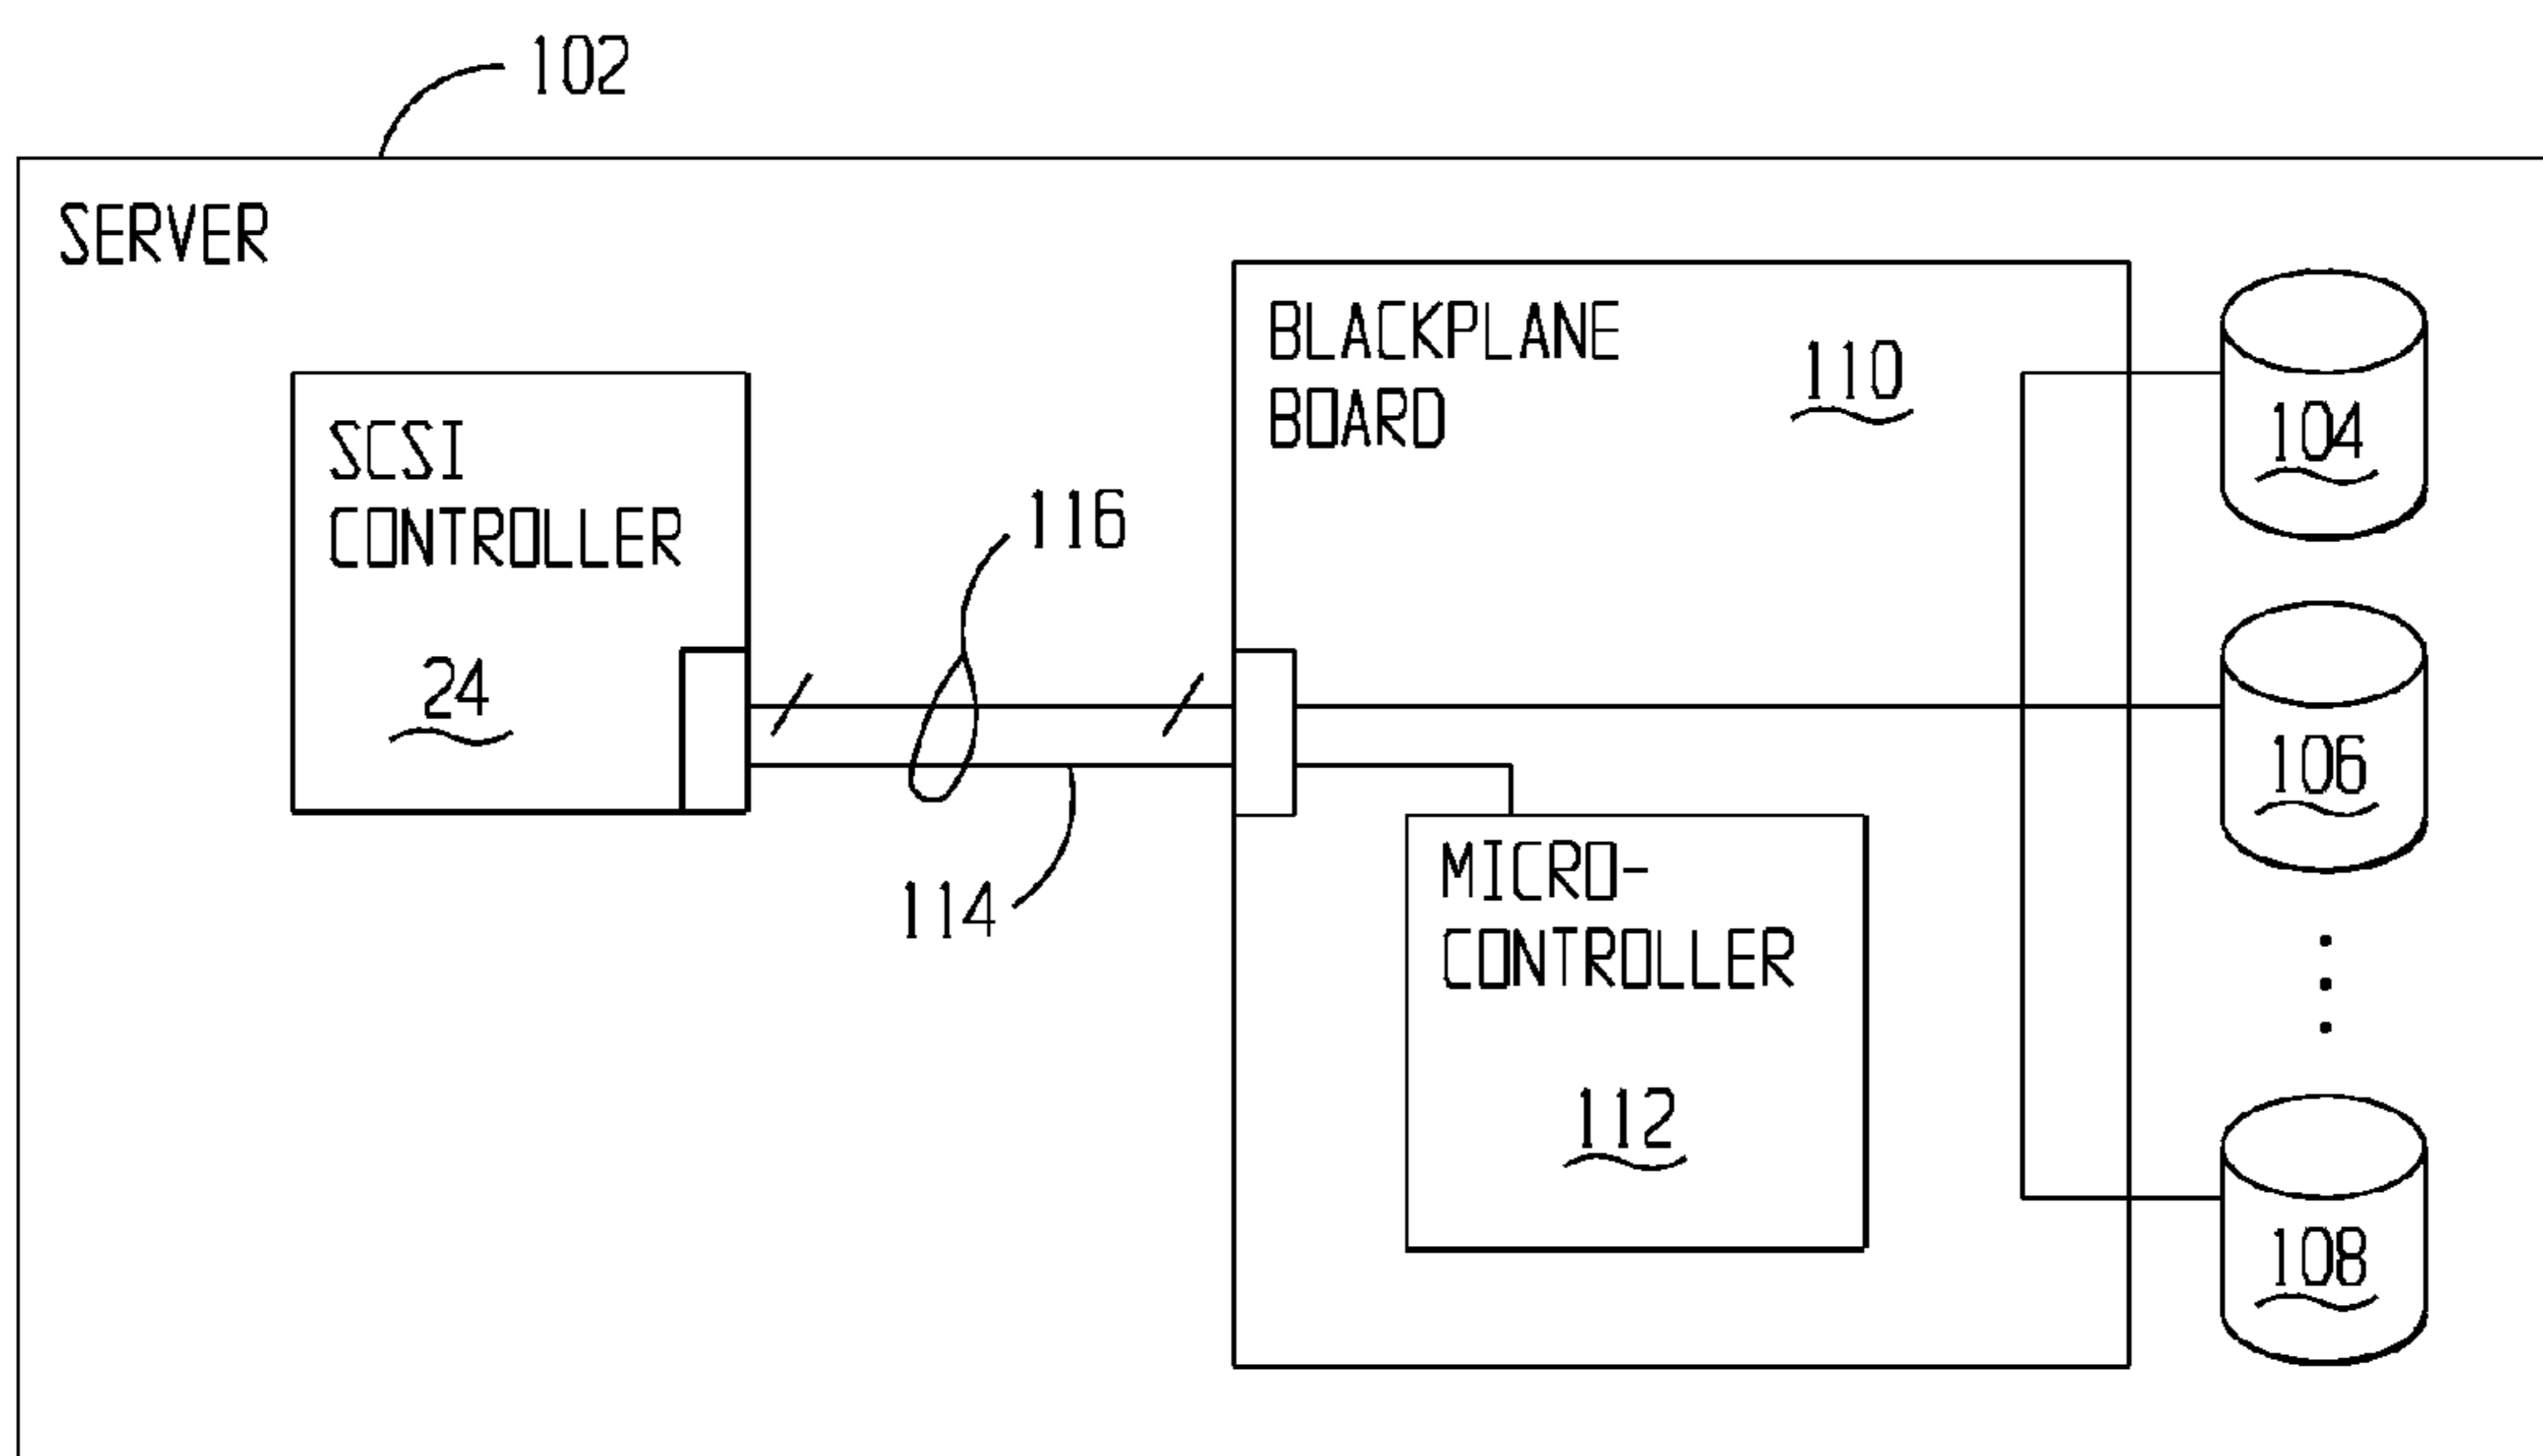 102
SERVER
BLACKPLANE
BOARD
110
104
SCSI
CONTROLLER
24
116
106
114
MICRO-
CONTROLLER
112
108